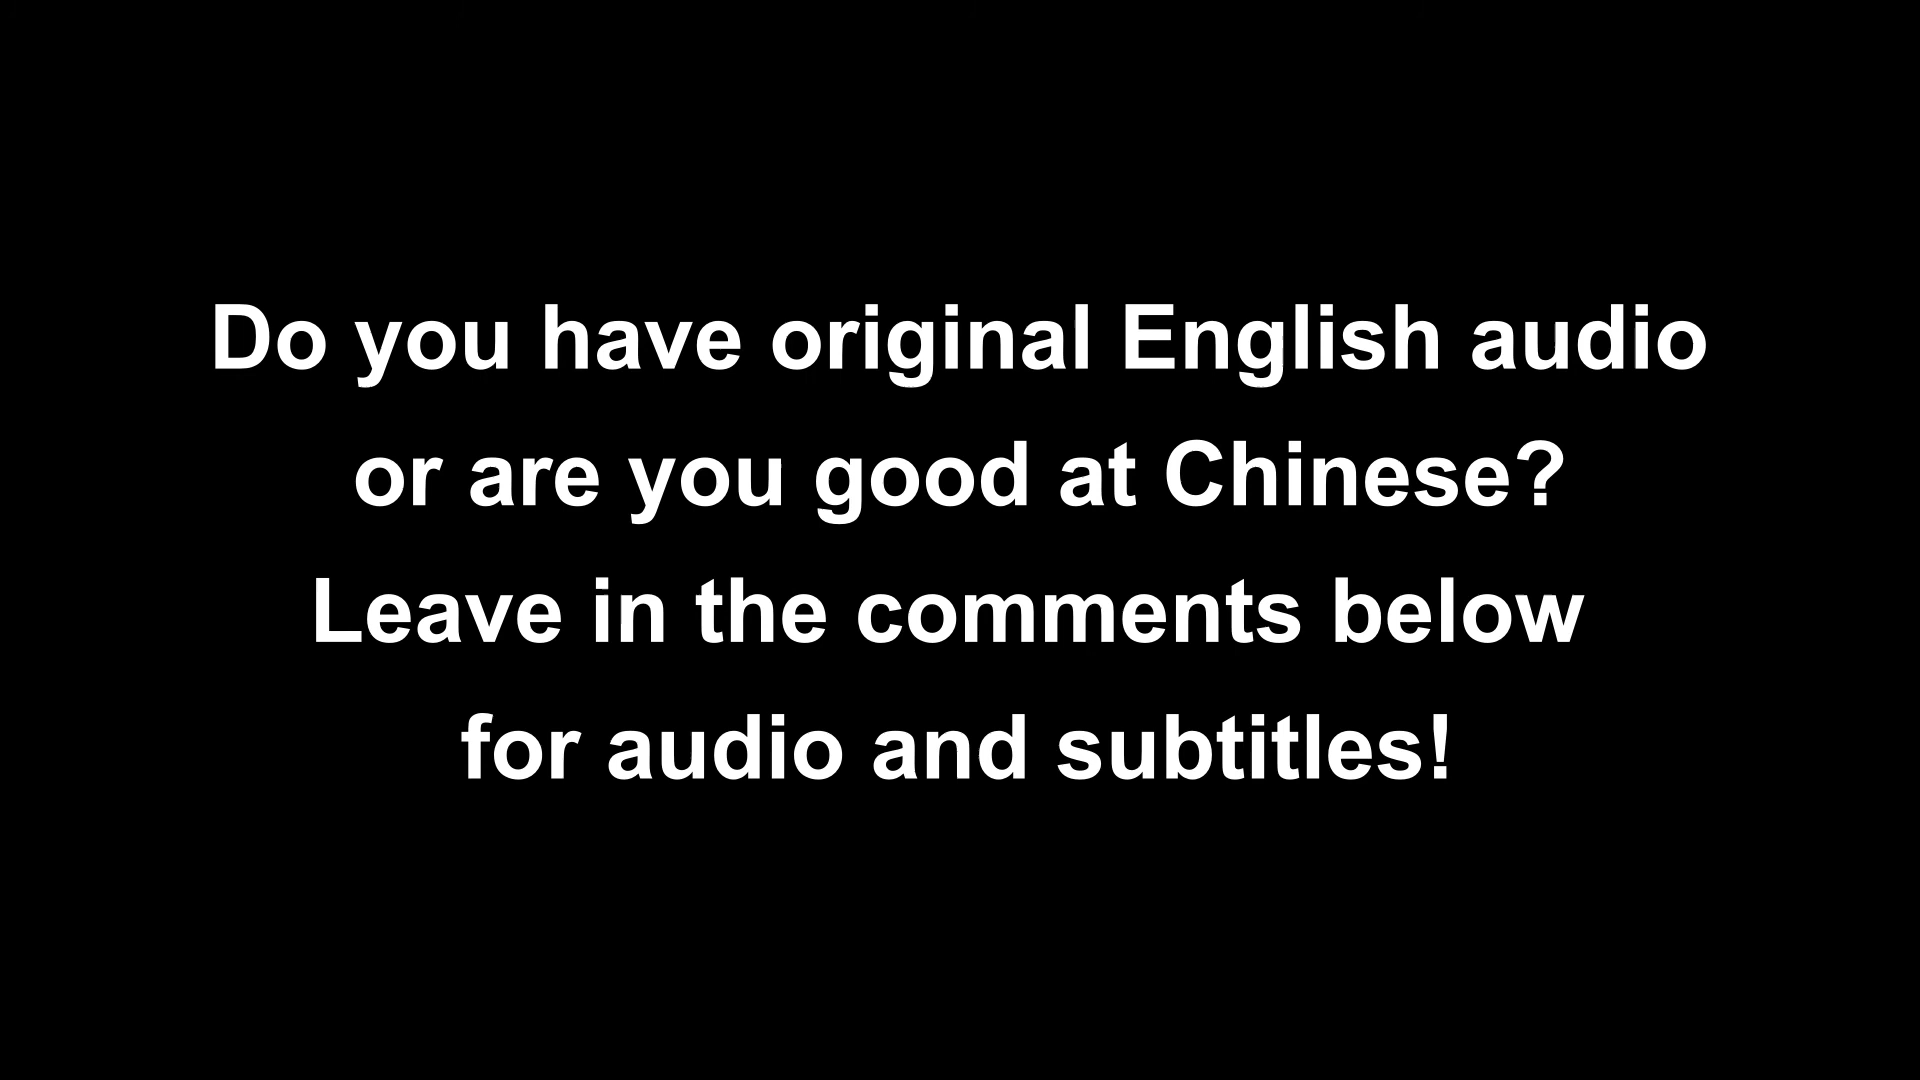 Do you have original English audio
or are you good at Chinese?
Leave in the comments below
for audio and subtitles!